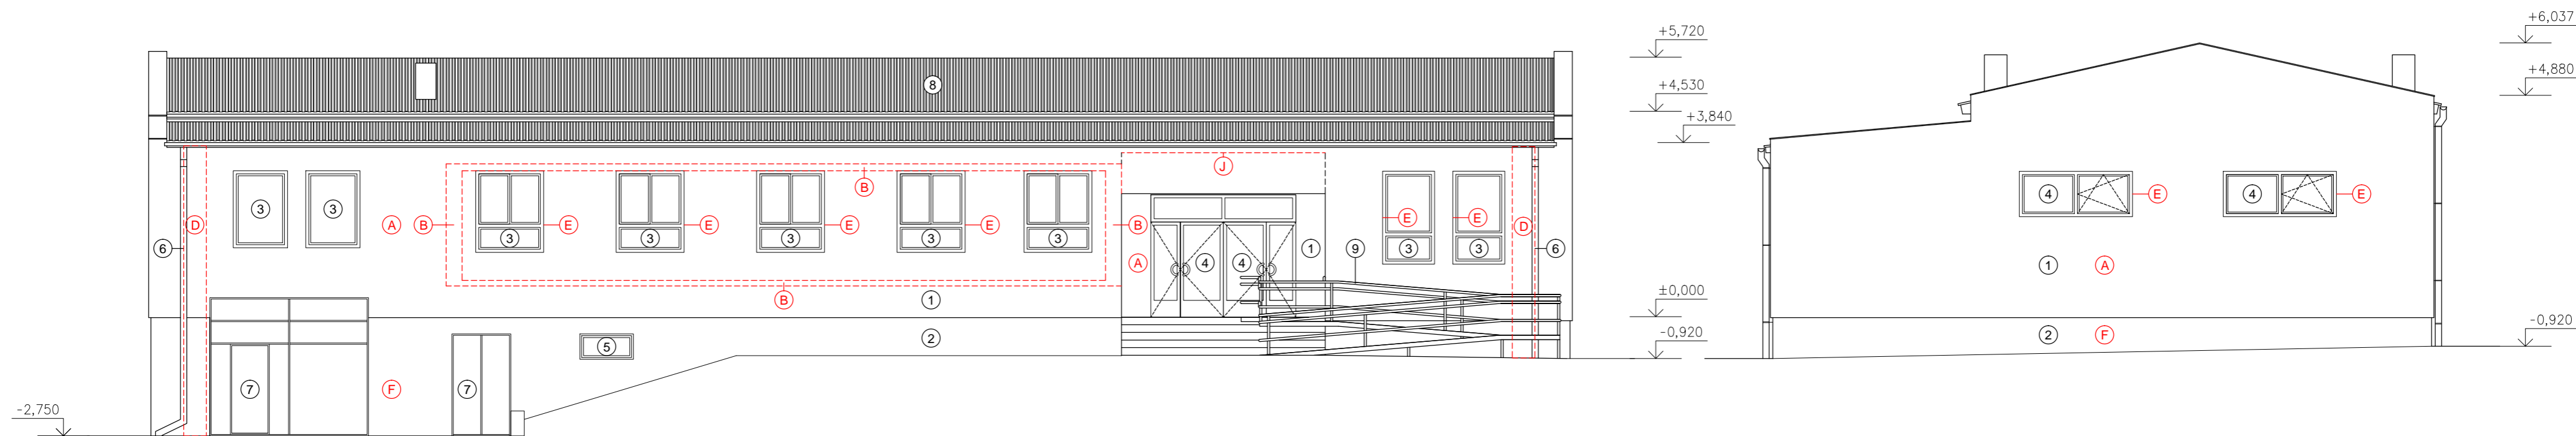 +6,037
+5,720
+4,880
8
+4,530
+3,840
J
B
3 3 4 E 4 E
D A B E E E E B E E D
3 3 3 3 3 3 3
6 1 9 6
A 4 4 1 A
±0,000
B 1
-0,920
-0,920
2 2 F
5
7 F 7
-2,750